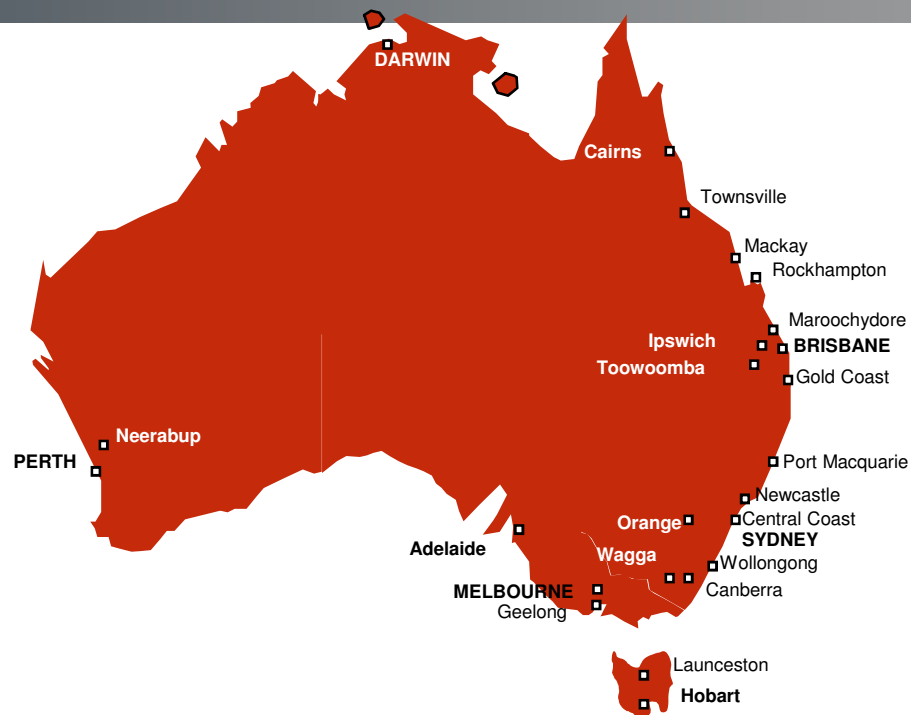 DARWIN
Cairns
Townsville
Mackay
Rockhampton
Maroochydore
Ipswich
BRISBANE
Toowoomba
Gold Coast
Neerabup
PERTH
Port Macquarie
Newcastle
Orange
Central Coast
SYDNEY
Adelaide
Wagga
Wollongong
MELBOURNE
Canberra
Geelong
Launceston
Hobart